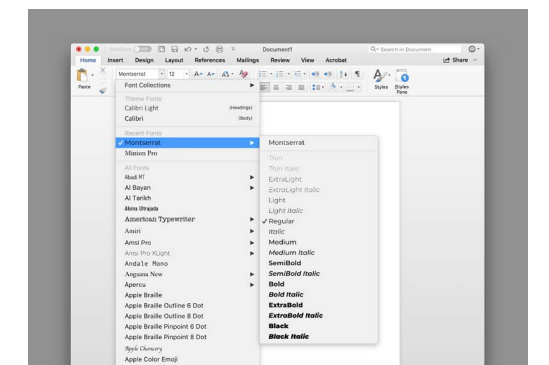 Document1
Search in Document
Home Insert Design Layout References Mailings Review View Acrobat
Share
Paste
Montserrat 12
Styles Styles Pane
Font Collections
Theme Fonts
Calibri Light (Headings)
Calibri (Body)
Recent Fonts
✓ Montserrat
Minion Pro
All Fonts
Abadi MT
Al Bayan
Al Tarikh
Amiri
American Typewriter
Amsi Pro
Amsi Pro XLight
Andale Mono
Angsana New
Apercu
Apple Braille
Apple Braille Outline 6 Dot
Apple Braille Outline 8 Dot
Apple Braille Pinpoint 6 Dot
Apple Braille Pinpoint 8 Dot
Apple Chancery
Apple Color Emoji
Montserrat
Thin
Thin Italic
ExtraLight
ExtraLight Italic
Light
Light Italic
✓ Regular
Italic
Medium
Medium Italic
SemiBold
SemiBold Italic
Bold
Bold Italic
ExtraBold
ExtraBold Italic
Black
Black Italic